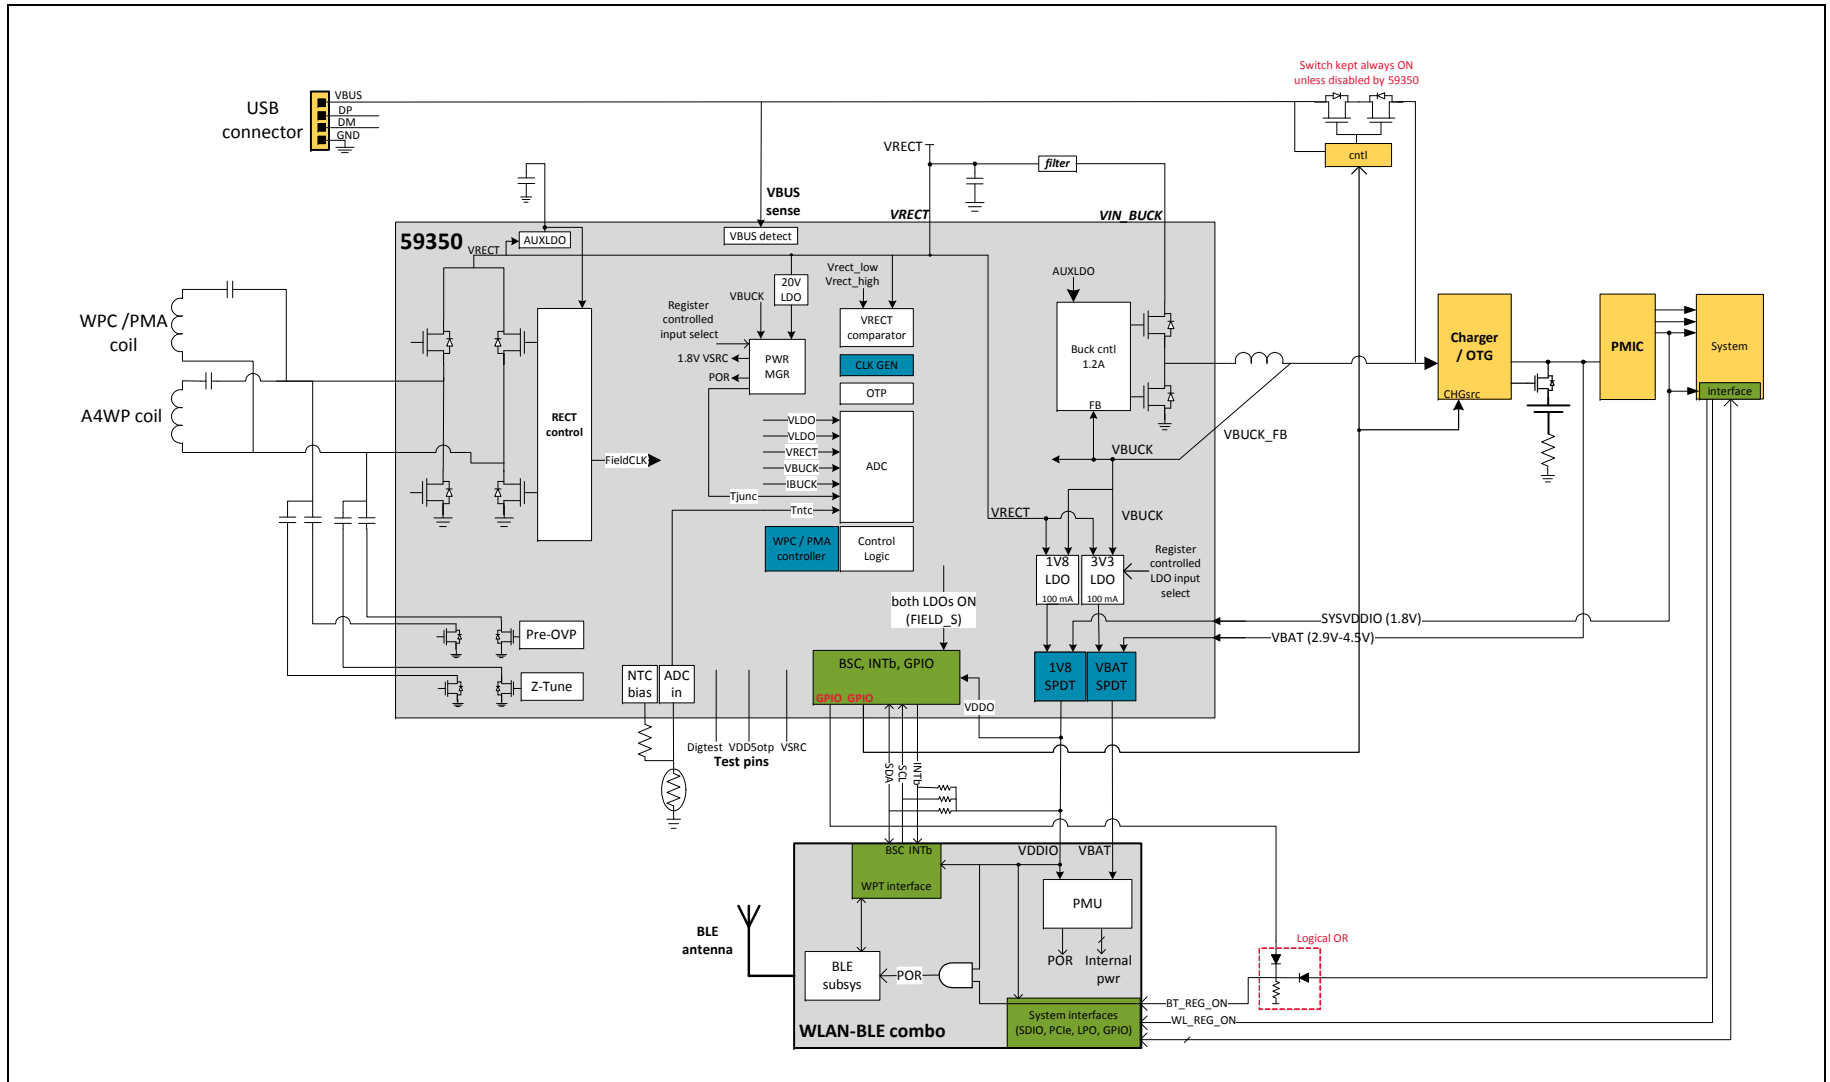 Switch kept always ON
unless disabled by 59350
USB
connector
VBUS
DP
DM
GND
cntl
VRECT
filter
VBUS
sense
VRECT
VIN_BUCK
59350
VRECT
AUXLDO
VBUS detect
20V
LDO
Vrect_low
Vrect_high
AUXLDO
VBUCK
Register
controlled
input select
VRECT
comparator
1.8V VSRC
POR
PWR
MGR
CLK GEN
OTP
Buck cntl
1.2A
FB
Charger
/ OTG
CHGsrc
PMIC
System
interface
WPC /PMA
coil
A4WP coil
RECT
control
FieldCLK
VLDO
VLDO
VRECT
VBUCK
IBUCK
Tjunc
Tntc
ADC
VBUCK
VBUCK_FB
VRECT
VBUCK
WPC / PMA
controller
Control
Logic
1V8
LDO
100 mA
3V3
LDO
100 mA
Register
controlled
LDO input
select
both LDOs ON
(FIELD_S)
SYSVDDIO (1.8V)
VBAT (2.9V-4.5V)
Pre-OVP
Z-Tune
NTC
bias
ADC
in
BSC, INTb, GPIO
GPIO GPIO
1V8
SPDT
VBAT
SPDT
VDDO
Digtest
VDD5otp
VSRC
Test pins
SDA
SCL
INTb
BSC INTb
WPT interface
VDDIO
VBAT
PMU
POR
Internal
pwr
BLE
antenna
BLE
subsys
POR
WLAN-BLE combo
System interfaces
(SDIO, PCIe, LPO, GPIO)
Logical OR
BT_REG_ON
WL_REG_ON